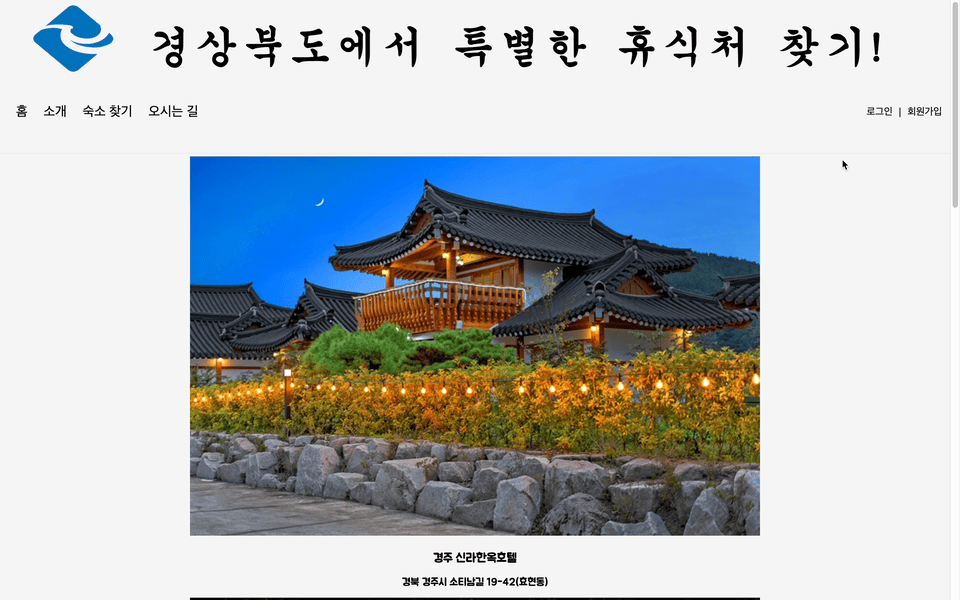 경상북도에서 특별한 휴식처 찾기!
홈 소개 숙소 찾기 오시는 길
로그인 | 회원가입
경주 신라한옥호텔
경북 경주시 소티남길 19-42(효현동)